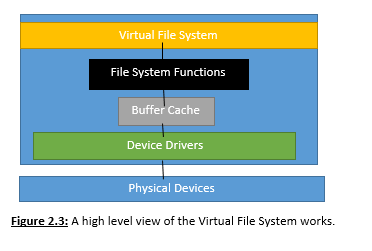 Virtual File System
File System Functions
Buffer Cache
Device Drivers
Physical Devices
Figure 2.3: A high level view of the Virtual File System works.